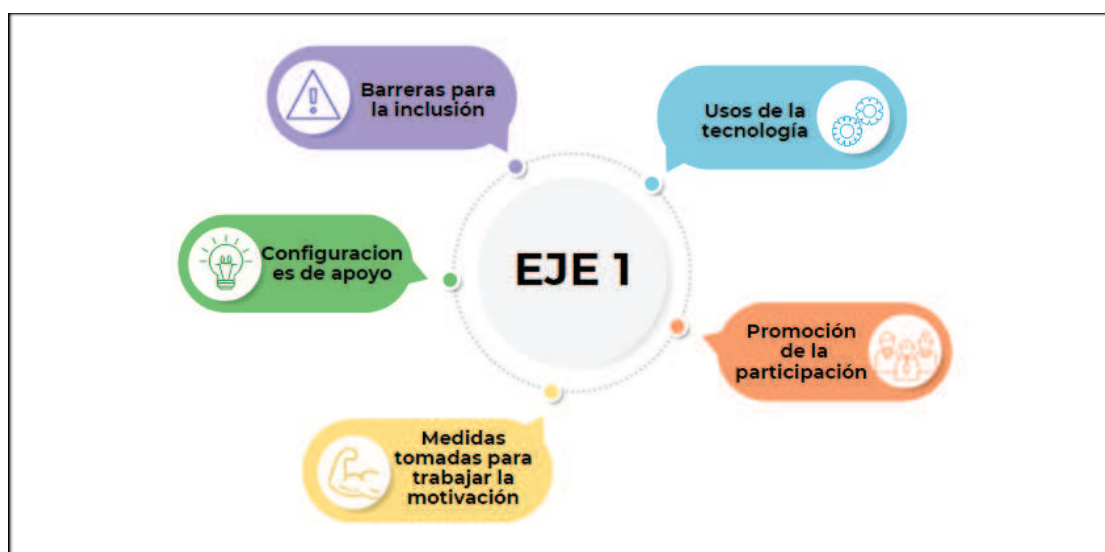 Barreras para
la inclusión
Usos de la
tecnología
Configuracion
es de apoyo
EJE 1
Promoción
de la
participación
Medidas
tomadas para
trabajar la
motivación